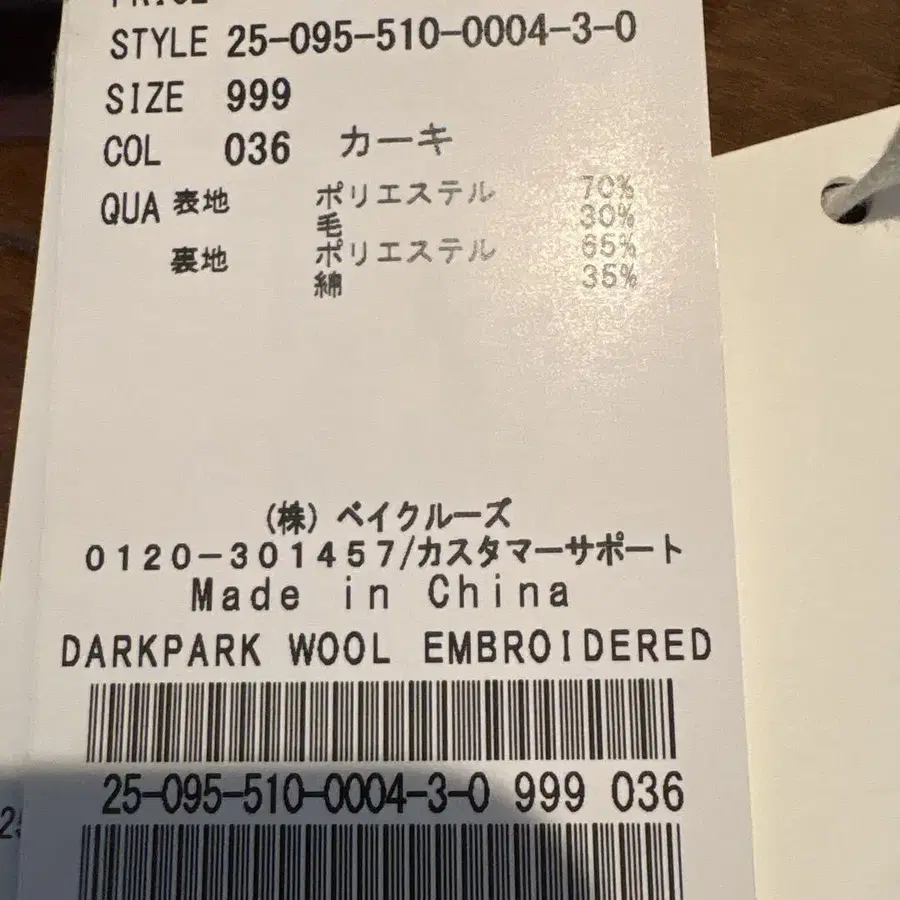 PRICE
STYLE 25-095-510-0004-3-0
SIZE 999
COL 036 カーキ
QUA 表地 ポリエステル 70%
毛 30%
裏地 ポリエステル 65%
綿 35%
(株) ベイクルーズ
0120-301457/カスタマーサポート
Made in China
DARKPARK WOOL EMBROIDERED
25-095-510-0004-3-0 999 036